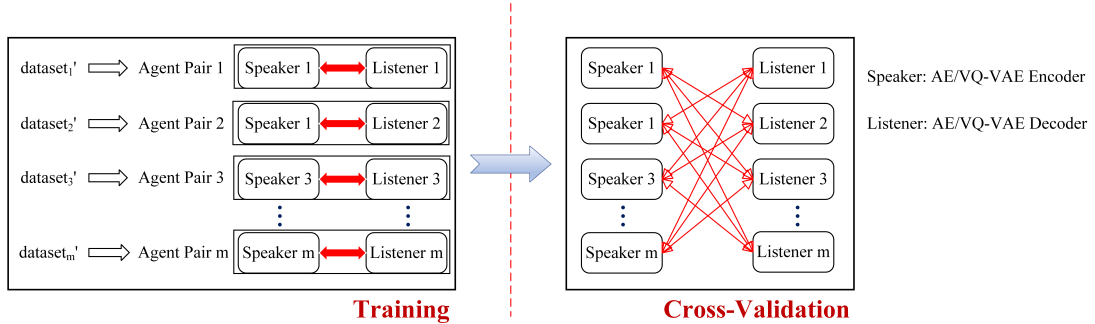 dataset₁' Agent Pair 1 Speaker 1 Listener 1
dataset₂' Agent Pair 2 Speaker 1 Listener 2
dataset₃' Agent Pair 3 Speaker 3 Listener 3
datasetₘ' Agent Pair m Speaker m Listener m
Training
Speaker 1 Listener 1
Speaker 1 Listener 2
Speaker 3 Listener 3
Speaker m Listener m
Cross-Validation
Speaker: AE/VQ-VAE Encoder
Listener: AE/VQ-VAE Decoder